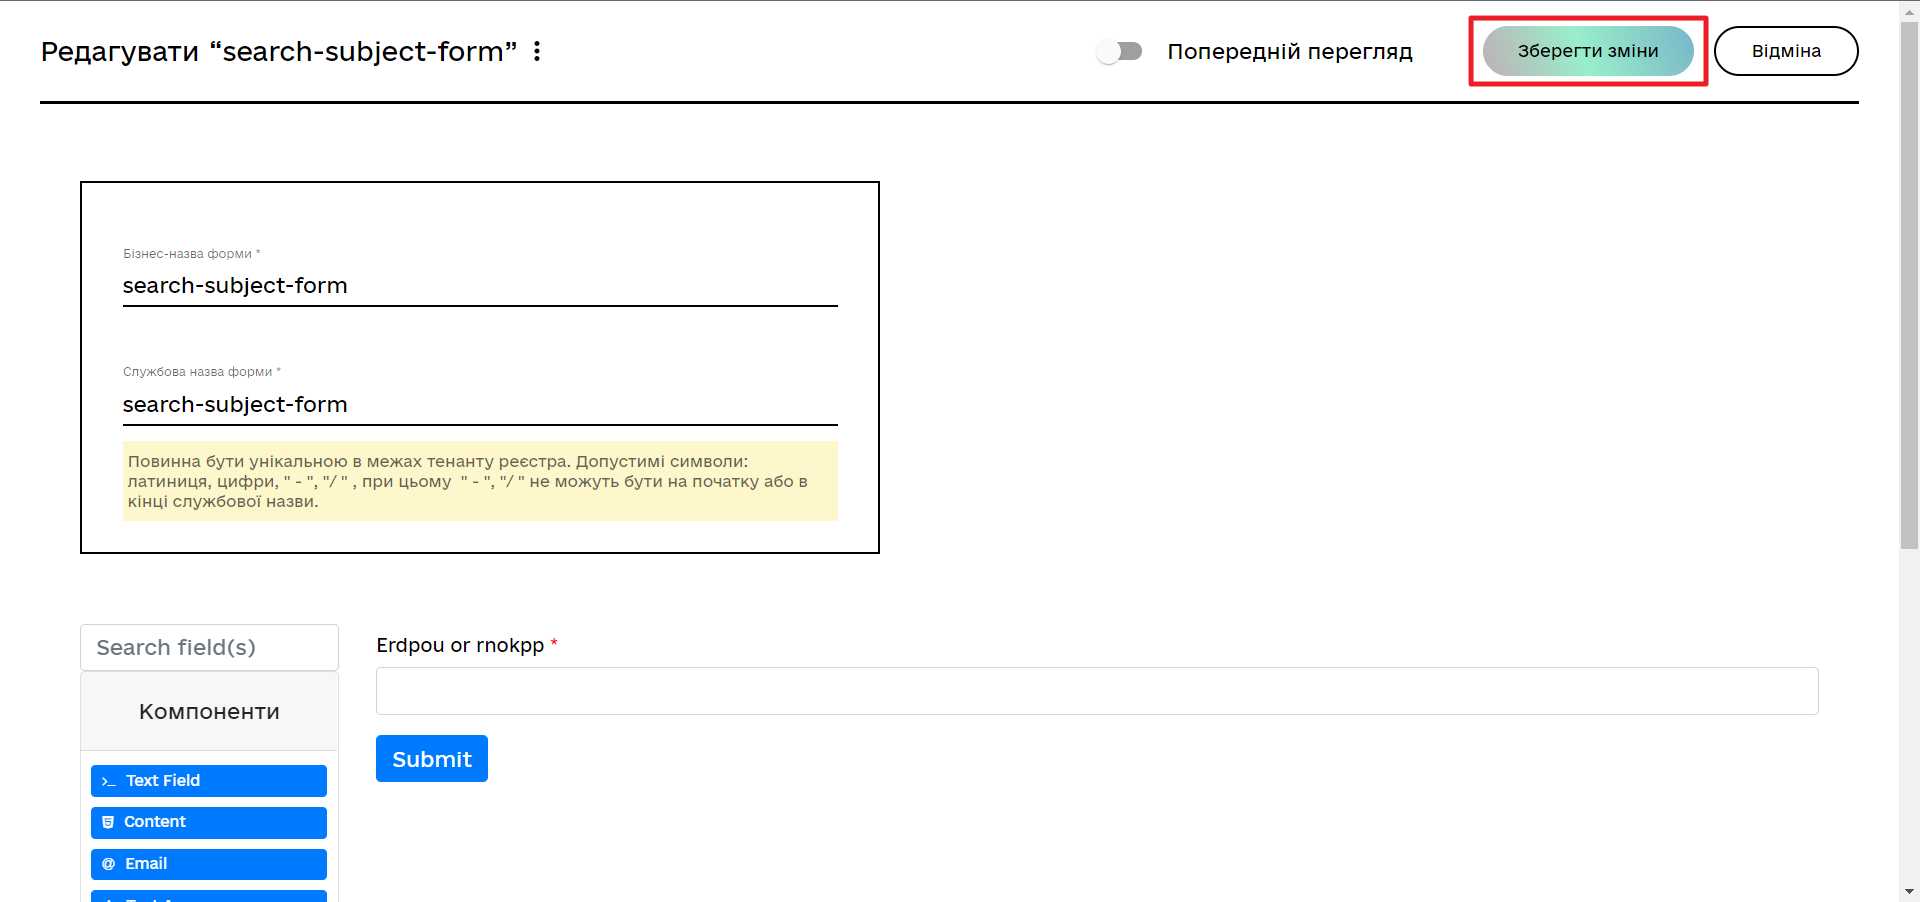 Редагувати “search-subject-form”
Попередній перегляд
Зберегти зміни
Відміна
Бізнес-назва форми *
search-subject-form
Службова назва форми *
search-subject-form
Повинна бути унікальною в межах тенанту реєстра. Допустимі символи:
латиниця, цифри, " - ", "/ " , при цьому " - ", "/ " не можуть бути на початку або в
кінці службової назви.
Search field(s)
Компоненти
>_ Text Field
Content
@ Email
Erdpou or rnokpp *
Submit